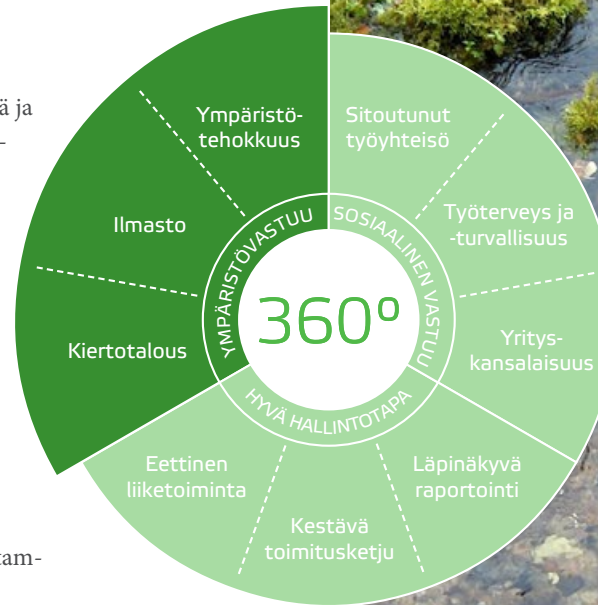 ä ja
-
tam-
Ympäristö-
tehokkuus
Ilmasto
Kiertotalous
YMPÄRISTÖVASTUU
Sitoutunut
työyhteisö
Työterveys ja
-turvallisuus
Yritys-
kansalaisuus
SOSIAALINEN VASTUU
360º
HYVÄ HALLINTOTAPA
Eettinen
liiketoiminta
Kestävä
toimitusketju
Läpinäkyvä
raportointi